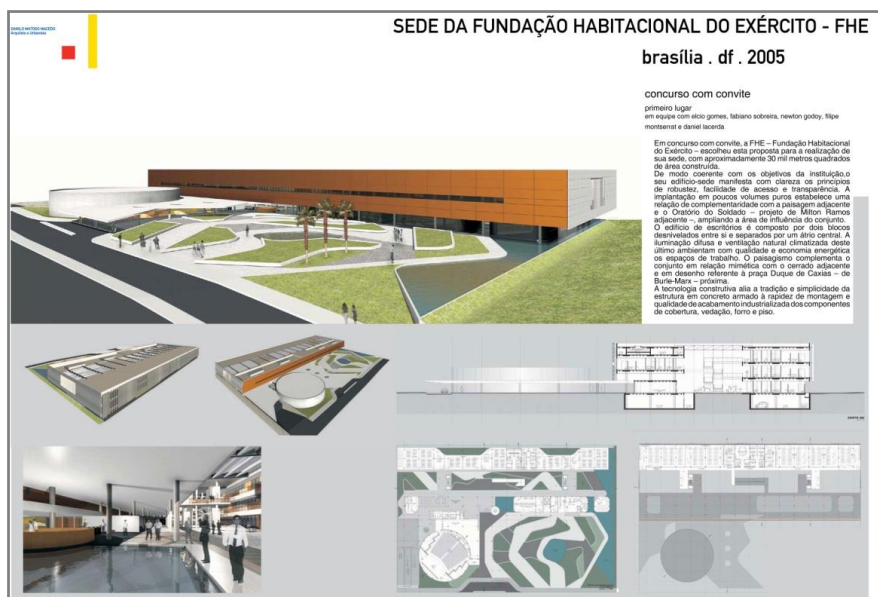 DANILO MATOSO MACEDO
Arquiteto e Urbanista
SEDE DA FUNDAÇÃO HABITACIONAL DO EXÉRCITO - FHE
brasília . df . 2005
concurso com convite
primeiro lugar
em equipe com elcio gomes, fabiano sobreira, newton godoy, filipe
montserrat e daniel lacerda
Em concurso com convite, a FHE – Fundação Habitacional
do Exército – escolheu esta proposta para a realização de
sua sede, com aproximadamente 30 mil metros quadrados
de área construída.
De modo coerente com os objetivos da instituição,o
seu edifício-sede manifesta com clareza os princípios
de robustez, facilidade de acesso e transparência. A
implantação em poucos volumes puros estabelece uma
relação de complementaridade com a paisagem adjacente
e o Oratório do Soldado – projeto de Milton Ramos
adjacente –, ampliando a área de influência do conjunto.
O edifício de escritórios é composto por dois blocos
desnivelados entre si e separados por um átrio central. A
iluminação difusa e ventilação natural climatizada deste
último ambientam com qualidade e economia energética
os espaços de trabalho. O paisagismo complementa o
conjunto em relação mimética com o cerrado adjacente
e em desenho referente à praça Duque de Caxias – de
Burle-Marx – próxima.
A tecnologia construtiva alia a tradição e simplicidade da
estrutura em concreto armado à rapidez de montagem e
qualidade de acabamento industrializada dos componentes
de cobertura, vedação, forro e piso.